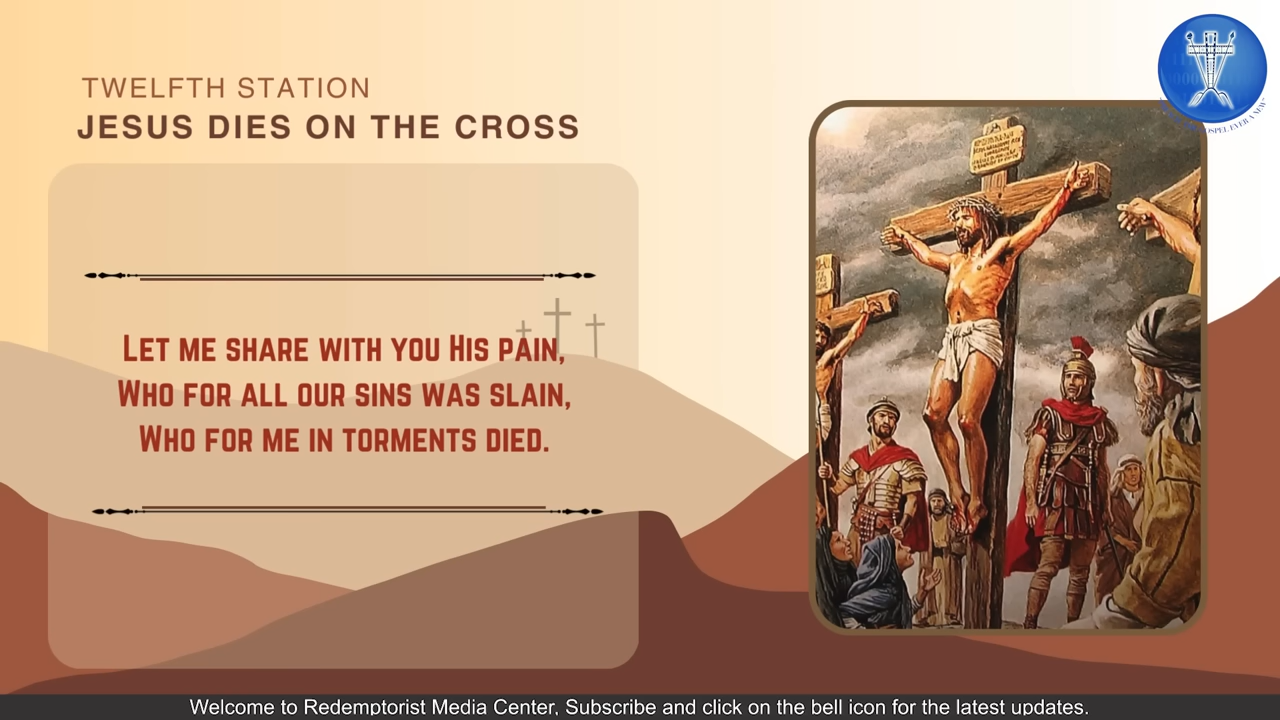 TWELFTH STATION
JESUS DIES ON THE CROSS
Let me share with you His pain,
Who for all our sins was slain,
Who for me in torments died.
Welcome to Redemptorist Media Center, Subscribe and click on the bell icon for the latest updates.